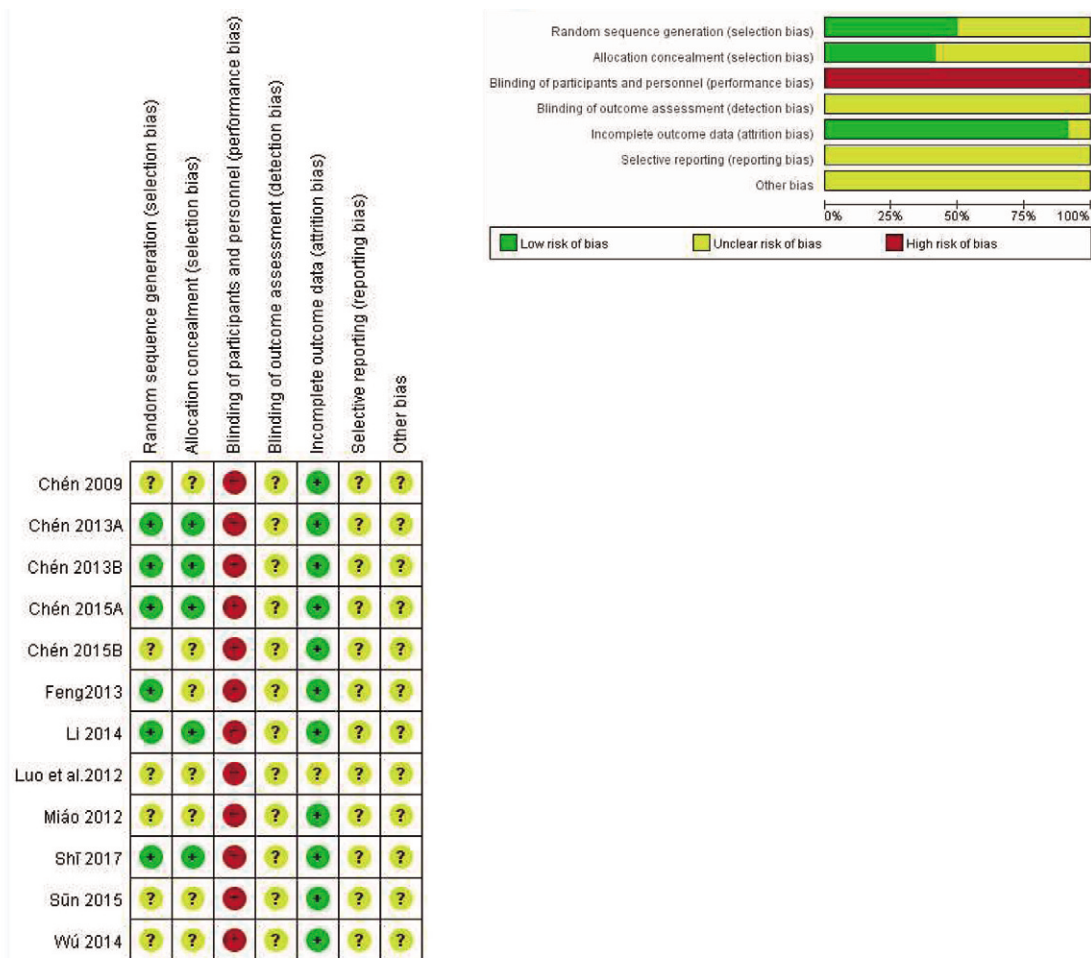 Random sequence generation (selection bias)
Allocation concealment (selection bias)
Blinding of participants and personnel (performance bias)
Blinding of outcome assessment (detection bias)
Incomplete outcome data (attrition bias)
Selective reporting (reporting bias)
Other bias
Chén 2009 ? ? - ? + ? ?
Chén 2013A + + - ? + ? ?
Chén 2013B + + - ? + ? ?
Chén 2015A + + - ? + ? ?
Chén 2015B ? ? - ? + ? ?
Feng2013 + ? - ? + ? ?
Li 2014 + + - ? + ? ?
Luo et al.2012 ? ? - ? ? ? ?
Miáo 2012 ? ? - ? + ? ?
Shī 2017 + + - ? + ? ?
Sūn 2015 ? ? - ? + ? ?
Wú 2014 ? ? - ? + ? ?
Random sequence generation (selection bias)
Allocation concealment (selection bias)
Blinding of participants and personnel (performance bias)
Blinding of outcome assessment (detection bias)
Incomplete outcome data (attrition bias)
Selective reporting (reporting bias)
Other bias
0% 25% 50% 75% 100%
Low risk of bias Unclear risk of bias High risk of bias